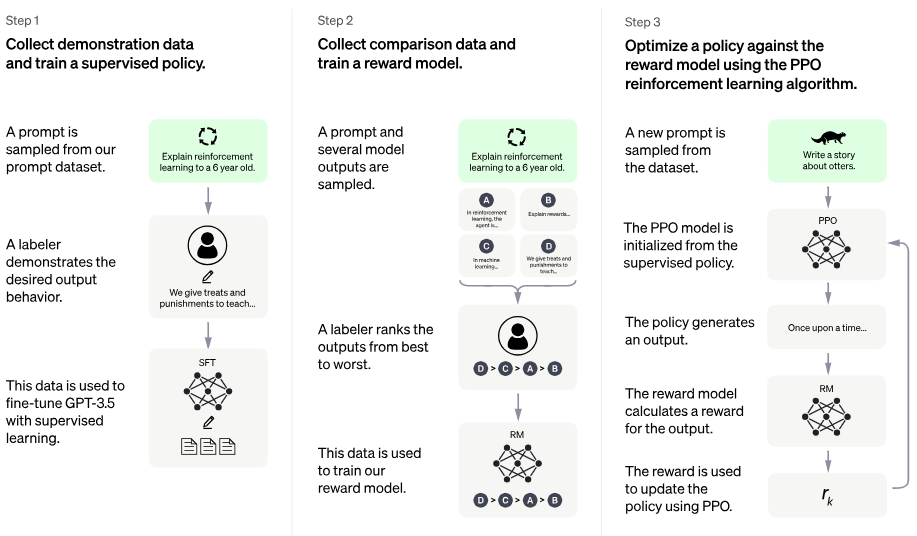 Step 1
Collect demonstration data
and train a supervised policy.
A prompt is
sampled from our
prompt dataset.
Explain reinforcement
learning to a 6 year old.
A labeler
demonstrates the
desired output
behavior.
We give treats and
punishments to teach...
This data is used to
fine-tune GPT-3.5
with supervised
learning.
SFT
Step 2
Collect comparison data and
train a reward model.
A prompt and
several model
outputs are
sampled.
Explain reinforcement
learning to a 6 year old.
A
In reinforcement
learning, the
agent is...
B
Explain rewards...
C
In machine
learning...
D
We give treats and
punishments to
teach...
A labeler ranks the
outputs from best
to worst.
D > C > A > B
This data is used
to train our
reward model.
RM
D > C > A > B
Step 3
Optimize a policy against the
reward model using the PPO
reinforcement learning algorithm.
A new prompt is
sampled from
the dataset.
Write a story
about otters.
The PPO model is
initialized from the
supervised policy.
PPO
The policy generates
an output.
Once upon a time...
The reward model
calculates a reward
for the output.
RM
The reward is used
to update the
policy using PPO.
rk